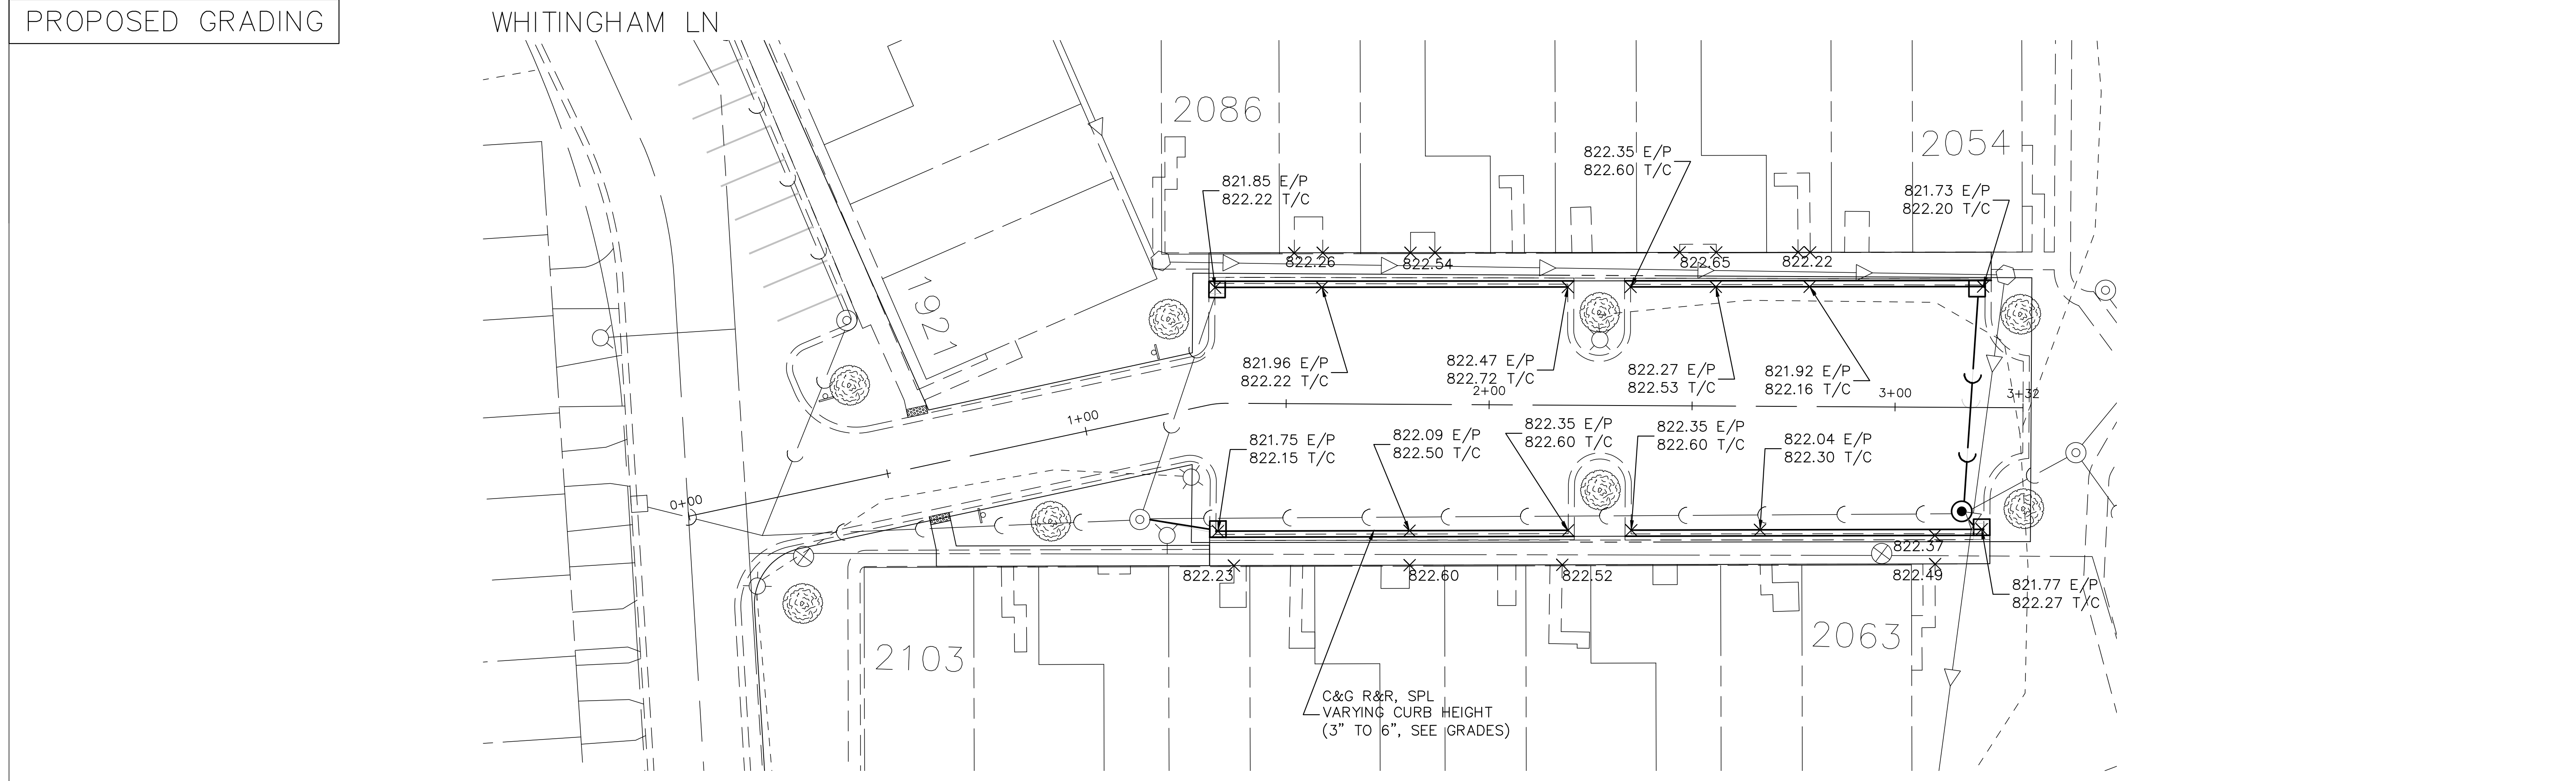 PROPOSED GRADING
WHITINGHAM LN
2086
2054
822.35 E/P
822.60 T/C
821.85 E/P
822.22 T/C
821.73 E/P
822.20 T/C
822.26
822.54
822.65
822.22
1921
821.96 E/P
822.22 T/C
822.47 E/P
822.72 T/C
822.27 E/P
822.53 T/C
821.92 E/P
822.16 T/C
0+00
1+00
2+00
3+00
3+32
821.75 E/P
822.15 T/C
822.09 E/P
822.50 T/C
822.35 E/P
822.60 T/C
822.35 E/P
822.60 T/C
822.04 E/P
822.30 T/C
822.37
822.23
822.60
822.52
822.49
821.77 E/P
822.27 T/C
2103
2063
C&G R&R, SPL
VARYING CURB HEIGHT
(3" TO 6", SEE GRADES)